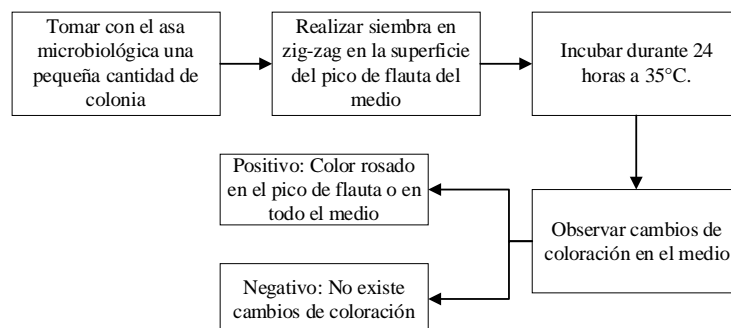 Tomar con el asa
microbiológica una
pequeña cantidad de
colonia
Realizar siembra en
zig-zag en la superficie
del pico de flauta del
medio
Incubar durante 24
horas a 35°C.
Positivo: Color rosado
en el pico de flauta o en
todo el medio
Observar cambios de
coloración en el medio
Negativo: No existe
cambios de coloración